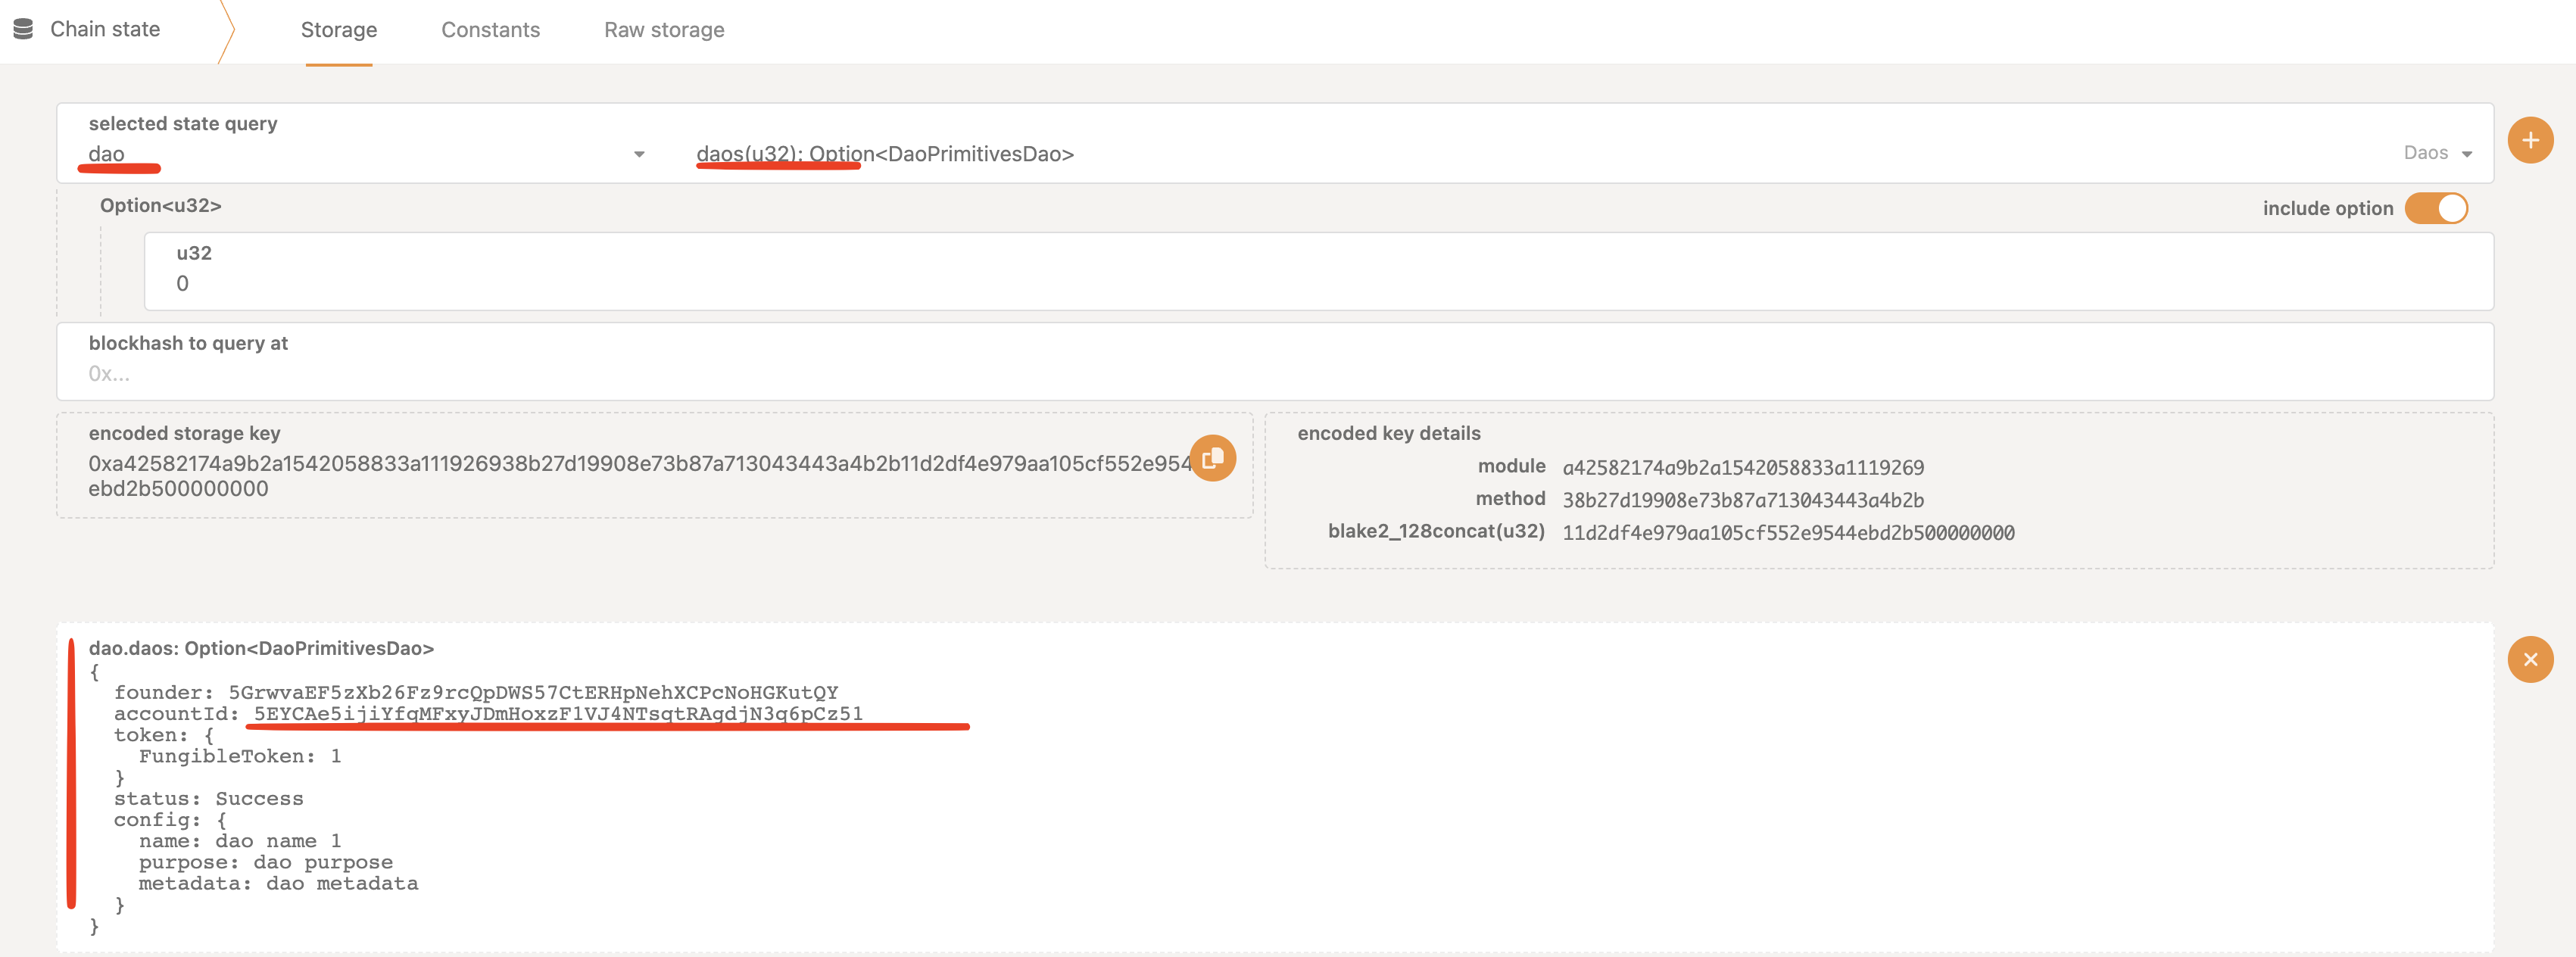 Chain state
Storage
Constants
Raw storage
selected state query
dao
daos(u32): Option<DaoPrimitivesDao>
Daos
Option<u32>
include option
u32
0
blockhash to query at
0x...
encoded storage key
0xa42582174a9b2a1542058833a111926938b27d19908e73b87a713043443a4b2b11d2df4e979aa105cf552e954
ebd2b500000000
encoded key details
module a42582174a9b2a1542058833a1119269
method 38b27d19908e73b87a713043443a4b2b
blake2_128concat(u32) 11d2df4e979aa105cf552e9544ebd2b500000000
dao.daos: Option<DaoPrimitivesDao>
{
founder: 5GrwvaEF5zXb26Fz9rcQpDWS57CtERHpNehXCPcNoHGKutQY
accountId: 5EYCAe5ijiYfqMFxyJDmHoxzF1VJ4NTsqtRAgdjN3q6pCz51
token: {
FungibleToken: 1
}
status: Success
config: {
name: dao name 1
purpose: dao purpose
metadata: dao metadata
}
}